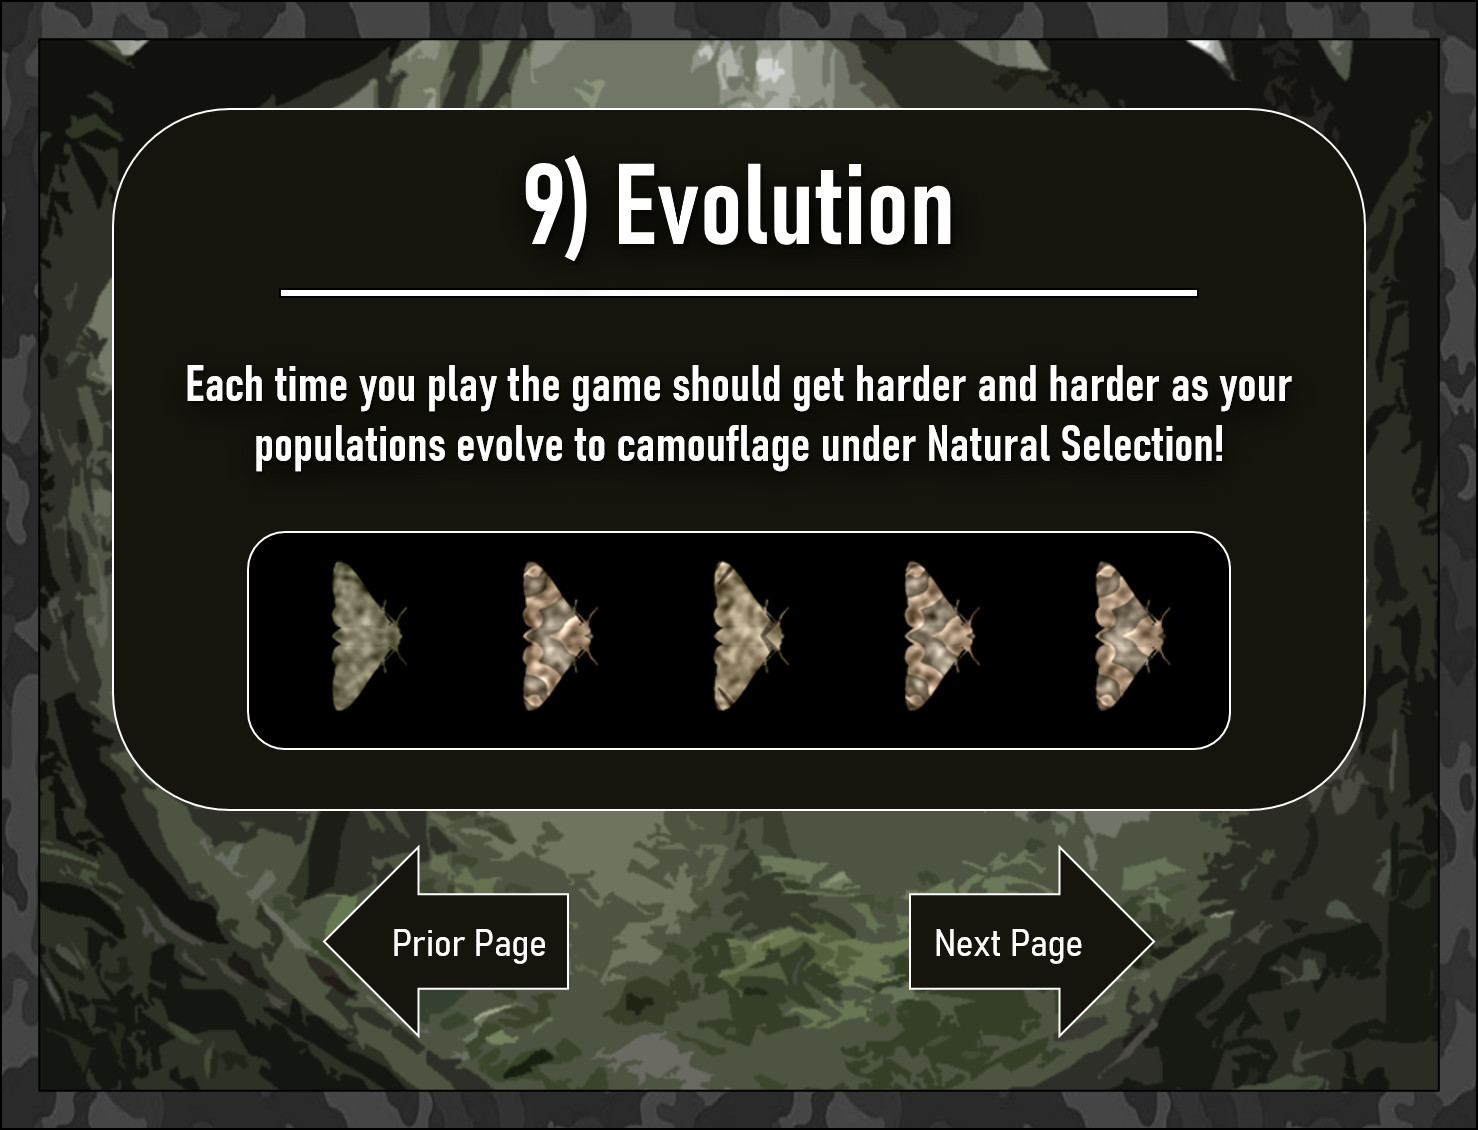 9) Evolution
Each time you play the game should get harder and harder as your
populations evolve to camouflage under Natural Selection!
Prior Page
Next Page